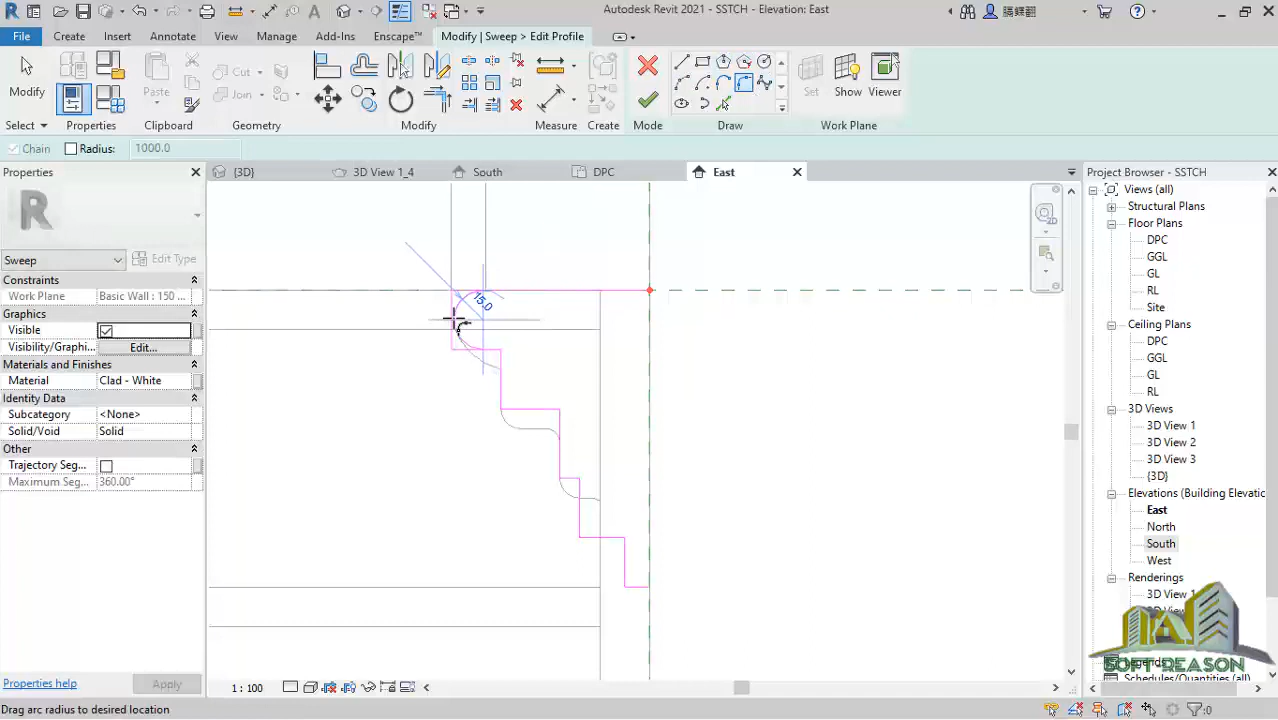 Autodesk Revit 2021 - SSTCH - Elevation: East
File Create Insert Annotate View Manage Add-Ins Enscape™ Modify | Sweep > Edit Profile
Modify
Paste
Cut
Join
Set Show Viewer
Select Properties Clipboard Geometry Modify Measure Create Mode Draw Work Plane
Chain Radius: 1000.0
Properties
{3D} 3D View 1_4 South DPC East
Project Browser - SSTCH
Sweep Edit Type
Constraints
Work Plane Basic Wall : 150 ...
Graphics
Visible
Visibility/Graphi... Edit...
Materials and Finishes
Material Clad - White
Identity Data
Subcategory <None>
Solid/Void Solid
Other
Trajectory Seg...
Maximum Seg... 360.00°
Properties help Apply
15.0
2D
Views (all)
Structural Plans
Floor Plans
DPC
GGL
GL
RL
Site
Ceiling Plans
DPC
GGL
GL
RL
3D Views
3D View 1
3D View 2
3D View 3
{3D}
Elevations (Building Elevatic
East
North
South
West
Renderings
3D View 1
Legends
Schedules/Quantities (all)
SOFT REASON
1 : 100
Drag arc radius to desired location
:0